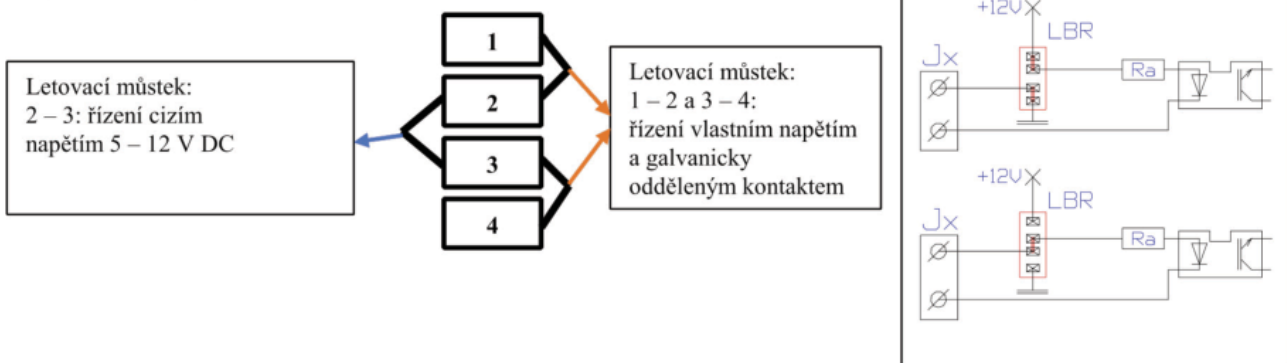 Letovací můstek:
2 – 3: řízení cizím
napětím 5 – 12 V DC
1
2
3
4
Letovací můstek:
1 – 2 a 3 – 4:
řízení vlastním napětím
a galvanicky
odděleným kontaktem
+12V
LBR
Jx
Ra
+12V
LBR
Jx
Ra